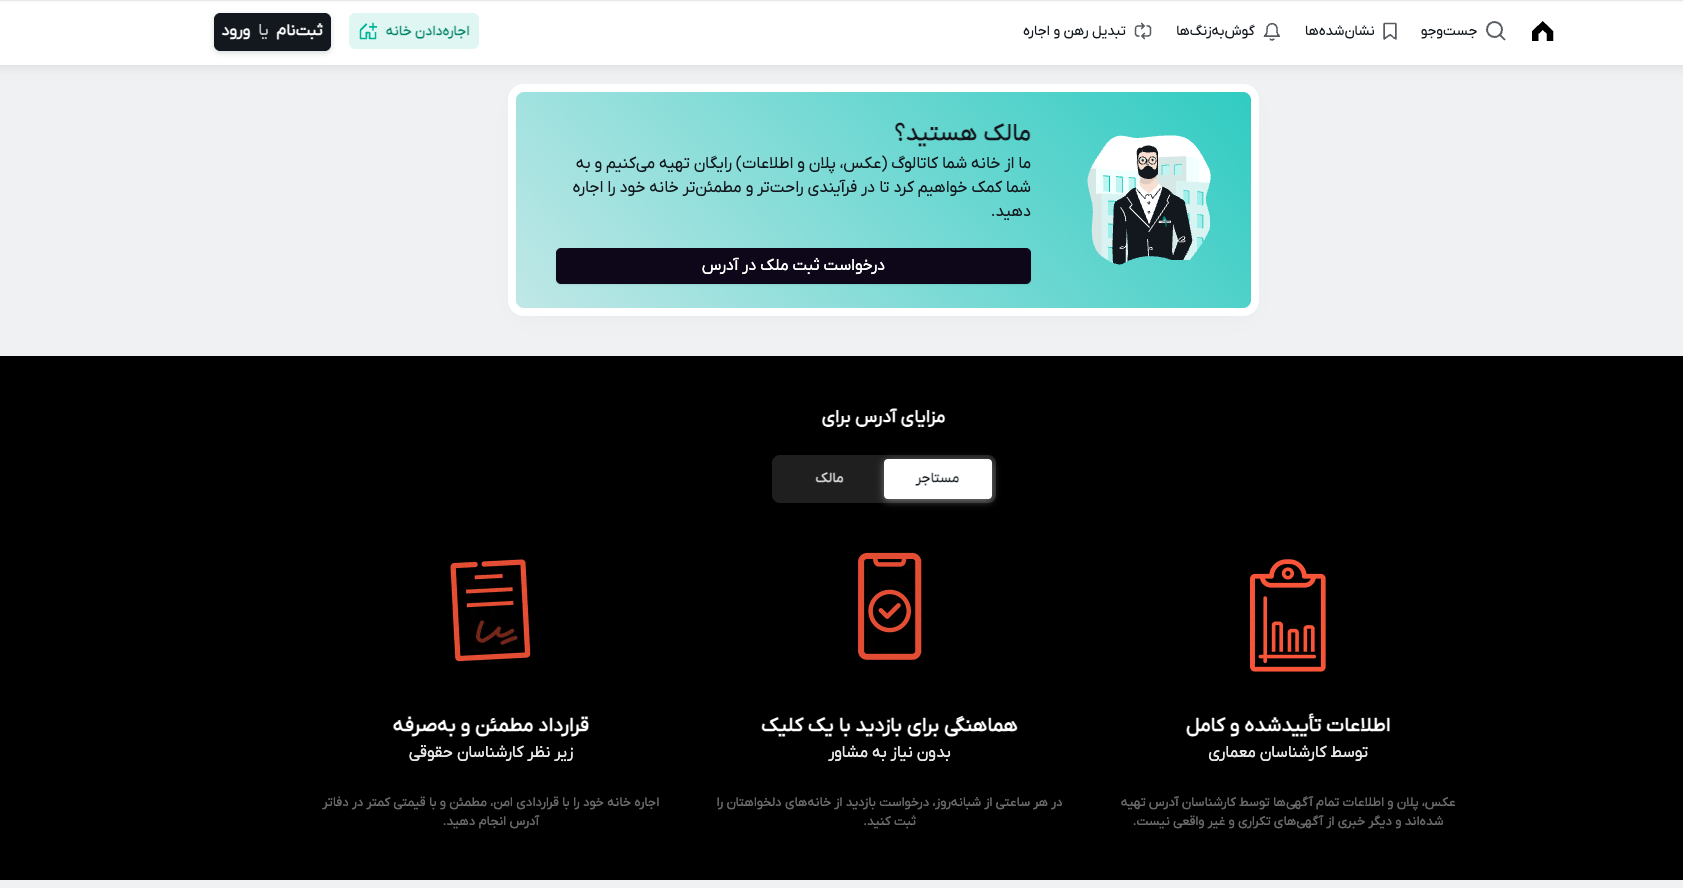 جست‌وجو
نشان‌شده‌ها
گوش‌به‌زنگ‌ها
تبدیل رهن و اجاره
اجاره‌دادن خانه
ثبت‌نام یا ورود
مالک هستید؟
ما از خانه شما کاتالوگ (عکس، پلان و اطلاعات) رایگان تهیه می‌کنیم و به
شما کمک خواهیم کرد تا در فرآیندی راحت‌تر و مطمئن‌تر خانه خود را اجاره
دهید.
درخواست ثبت ملک در آدرس
مزایای آدرس برای
مستاجر
مالک
اطلاعات تأییدشده و کامل
توسط کارشناسان معماری
عکس، پلان و اطلاعات تمام آگهی‌ها توسط کارشناسان آدرس تهیه
شده‌اند و دیگر خبری از آگهی‌های تکراری و غیر واقعی نیست.
هماهنگی برای بازدید با یک کلیک
بدون نیاز به مشاور
در هر ساعتی از شبانه‌روز، درخواست بازدید از خانه‌های دلخواهتان را
ثبت کنید.
قرارداد مطمئن و به‌صرفه
زیر نظر کارشناسان حقوقی
اجاره خانه خود را با قراردادی امن، مطمئن و با قیمتی کمتر در دفاتر
آدرس انجام دهید.